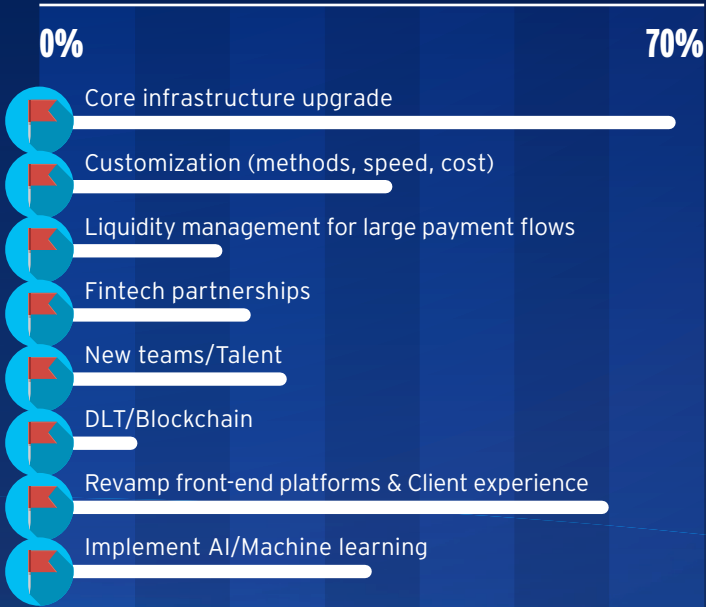 0% 70%
Core infrastructure upgrade
Customization (methods, speed, cost)
Liquidity management for large payment flows
Fintech partnerships
New teams/Talent
DLT/Blockchain
Revamp front-end platforms & Client experience
Implement AI/Machine learning